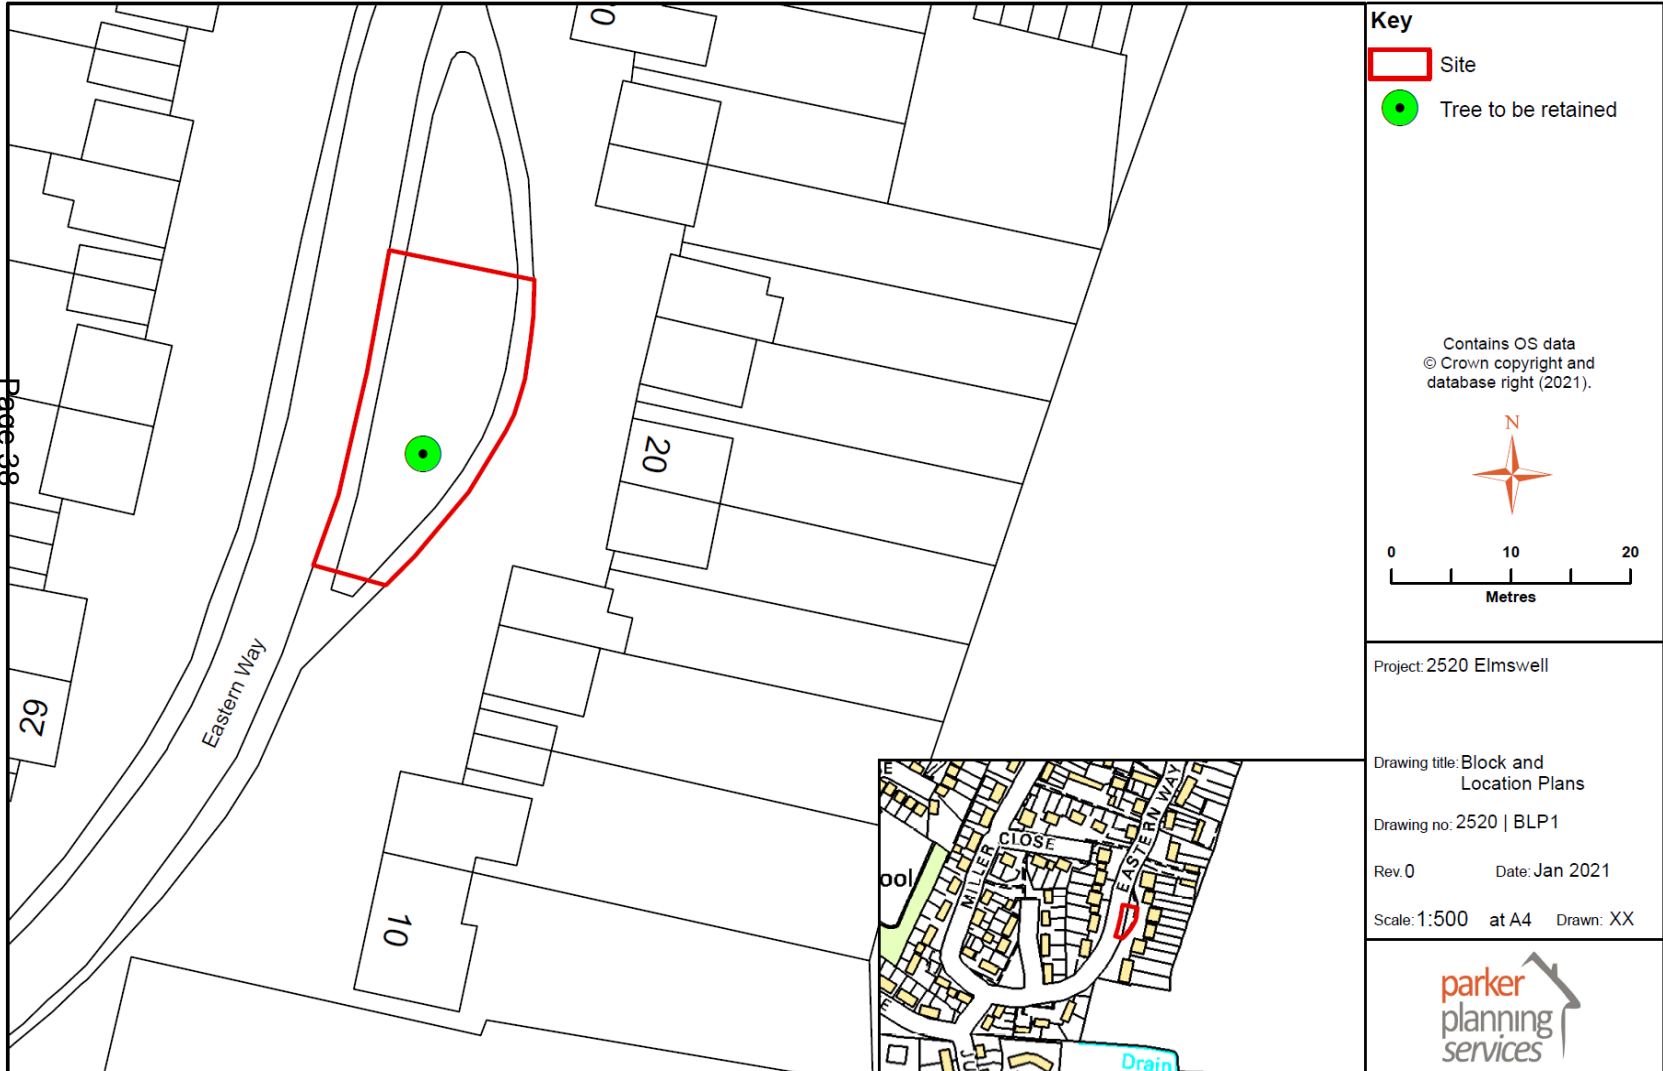 Key
Site
Tree to be retained
Contains OS data
© Crown copyright and
database right (2021).
N
0 10 20
Metres
Project: 2520 Elmswell
Drawing title: Block and
Location Plans
Drawing no: 2520 | BLP1
Rev. 0 Date: Jan 2021
Scale: 1:500 at A4 Drawn: XX
parker
planning
services
Page 38
Eastern Way
29
20
10
CLOSE
MILLER
EASTERN WAY
ool
Drain